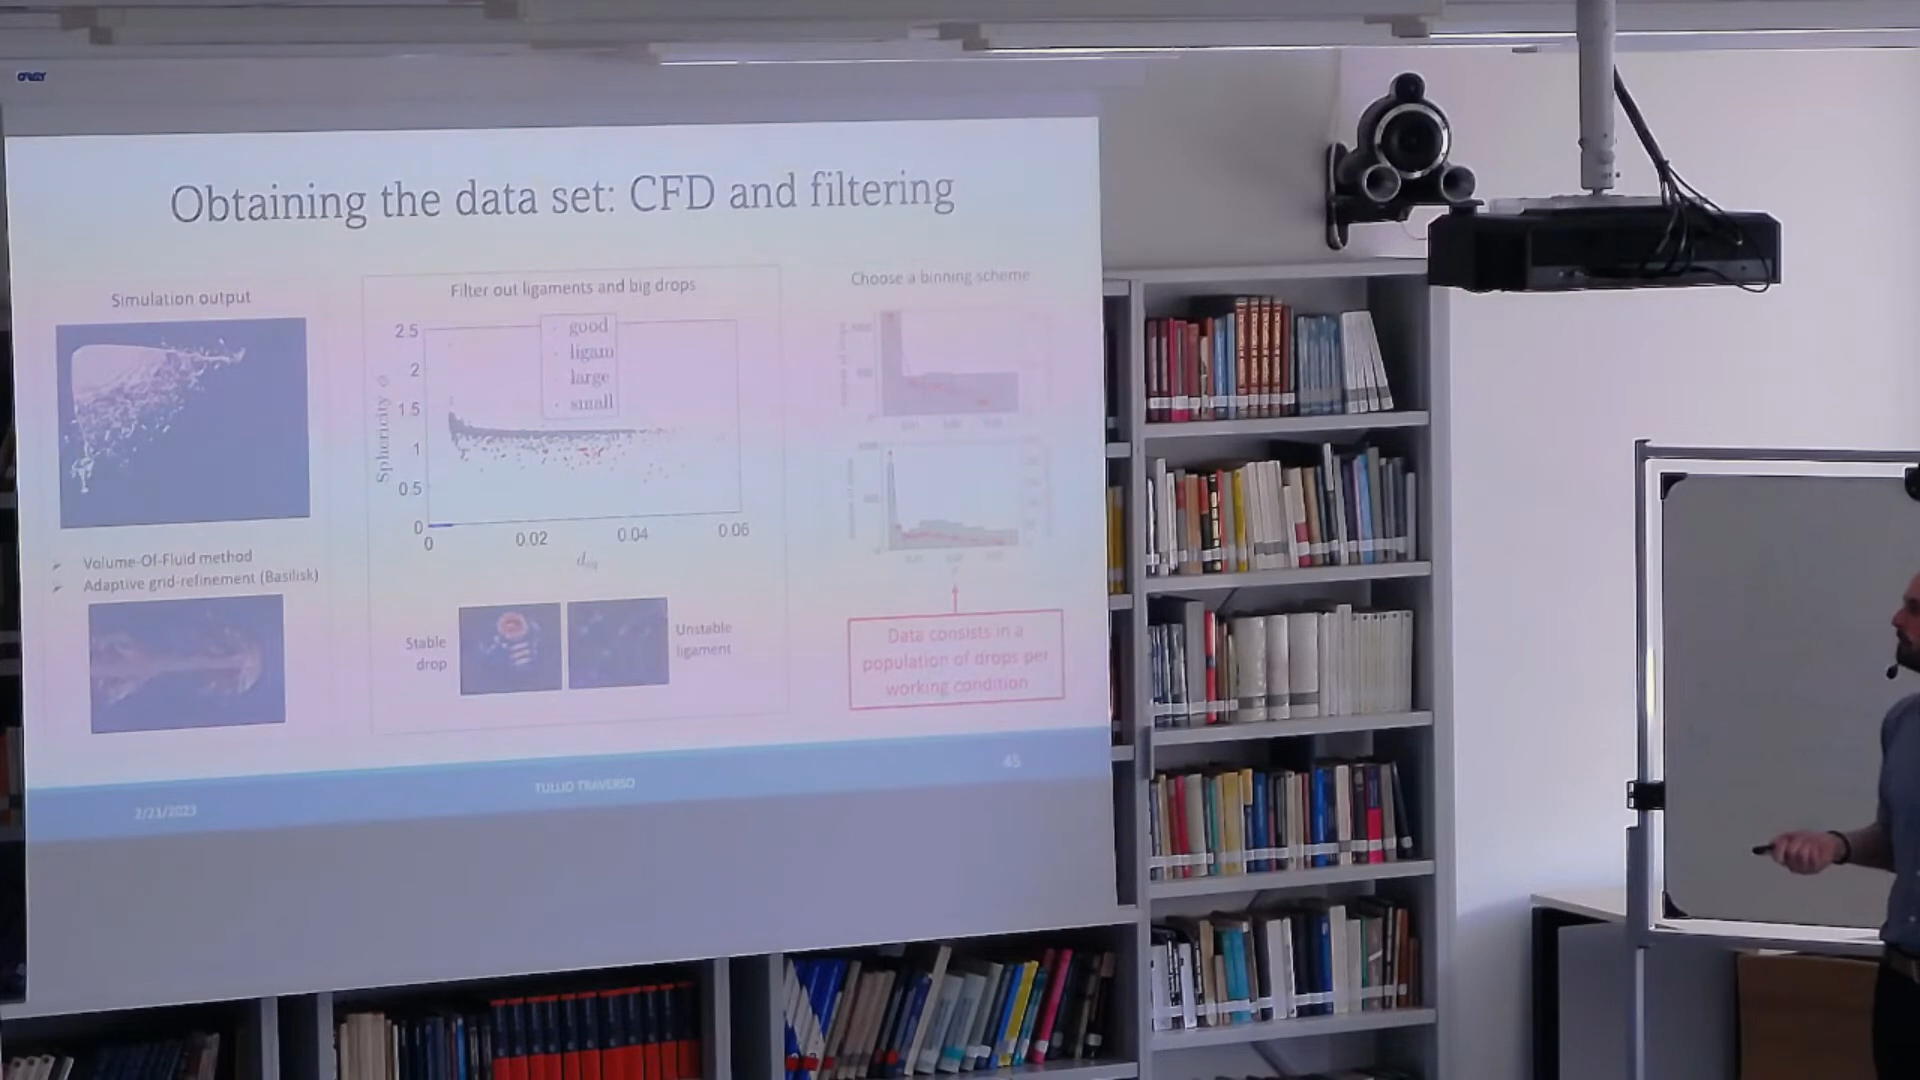 Obtaining the data set: CFD and filtering
Simulation output
Volume-Of-Fluid method
Adaptive grid-refinement (Basilisk)
Filter out ligaments and big drops
good
ligam
large
small
2.5
2
1.5
1
0.5
0
Sphericity
0
0.02
0.04
0.06
Stable
drop
Unstable
ligament
Choose a binning scheme
Data consists in a
population of drops per
working condition
2/21/2023
TULLIO TRAVERSO
45